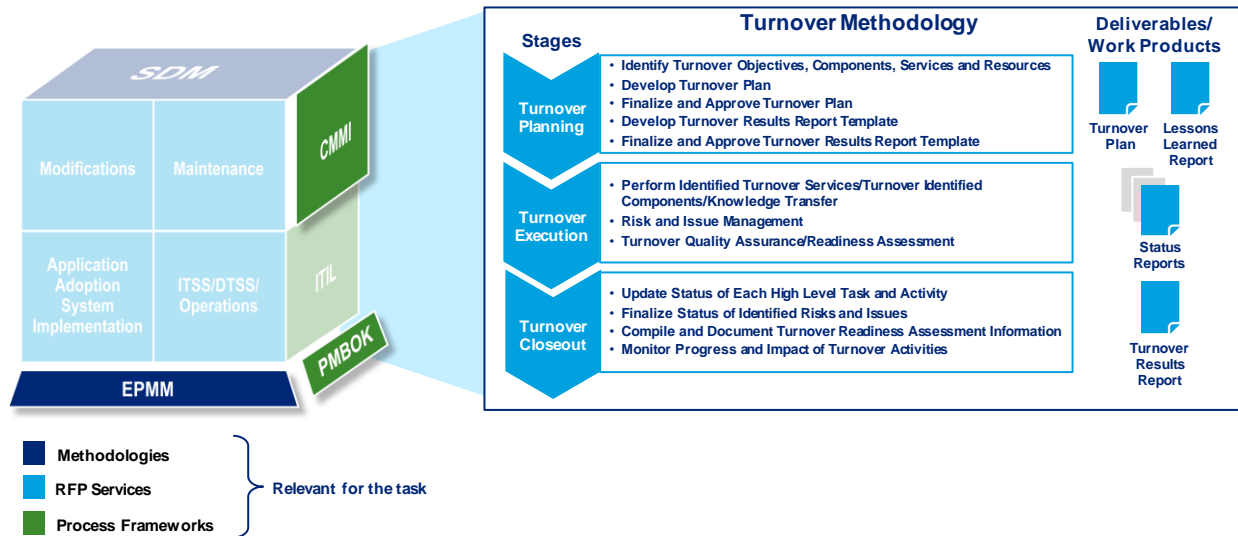 SDM
CMMI
Modifications
Maintenance
Application
Adoption
System
Implementation
ITSS/DTSS/
Operations
ITIL
PMBOK
EPMM
Methodologies
RFP Services
Process Frameworks
Relevant for the task
Turnover Methodology
Stages
Deliverables/
Work Products
Turnover
Planning
• Identify Turnover Objectives, Components, Services and Resources
• Develop Turnover Plan
• Finalize and Approve Turnover Plan
• Develop Turnover Results Report Template
• Finalize and Approve Turnover Results Report Template
Turnover
Plan
Lessons
Learned
Report
Turnover
Execution
• Perform Identified Turnover Services/Turnover Identified
Components/Knowledge Transfer
• Risk and Issue Management
• Turnover Quality Assurance/Readiness Assessment
Status
Reports
Turnover
Closeout
• Update Status of Each High Level Task and Activity
• Finalize Status of Identified Risks and Issues
• Compile and Document Turnover Readiness Assessment Information
• Monitor Progress and Impact of Turnover Activities
Turnover
Results
Report